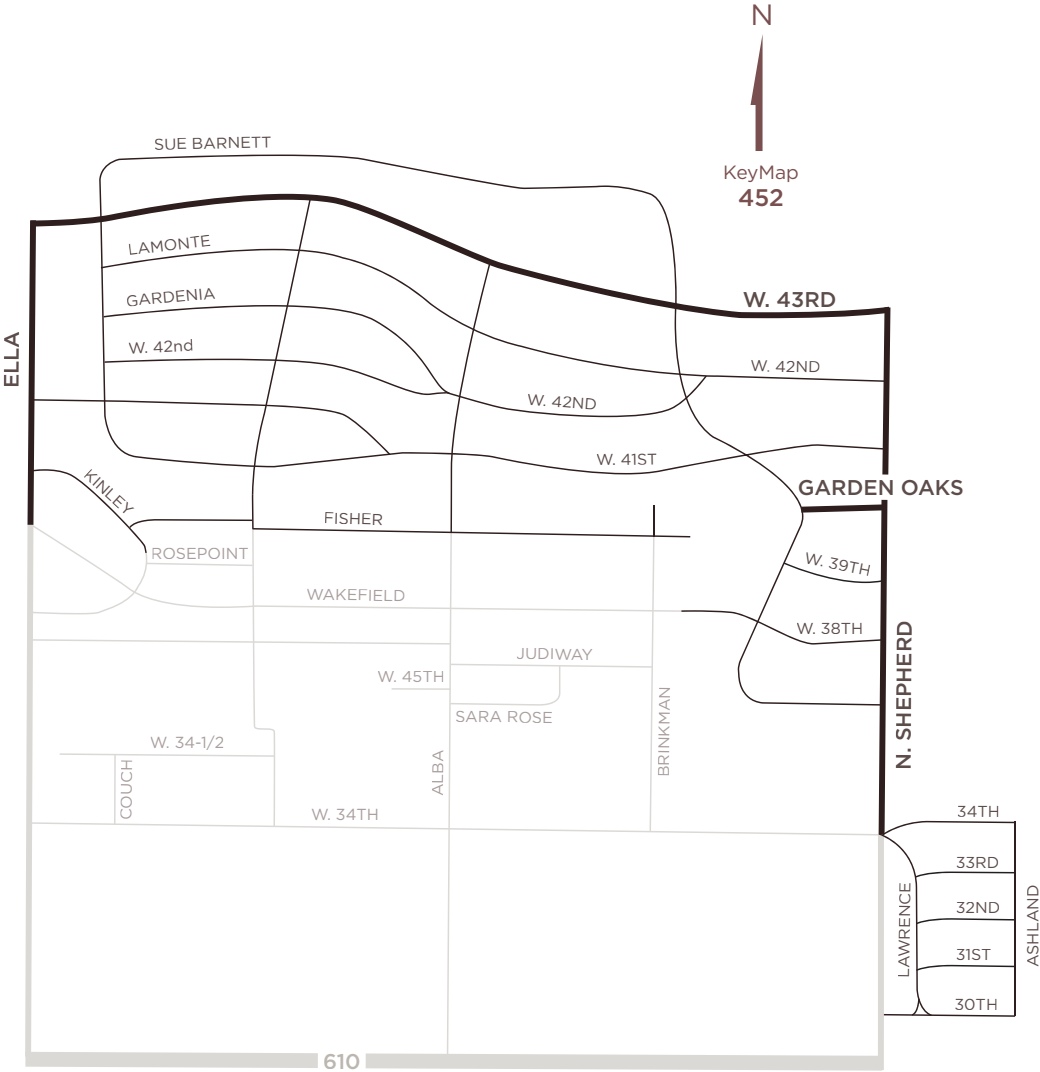 N
KeyMap
452
SUE BARNETT
LAMONTE
GARDENIA
W. 43RD
W. 42nd
ELLA
W. 42ND
W. 42ND
W. 41ST
KINLEY
GARDEN OAKS
FISHER
ROSEPOINT
W. 39TH
WAKEFIELD
W. 38TH
JUDIWAY
W. 45TH
N. SHEPHERD
SARA ROSE
BRINKMAN
W. 34-1/2
ALBA
COUCH
W. 34TH
34TH
33RD
32ND
LAWRENCE
ASHLAND
31ST
30TH
610